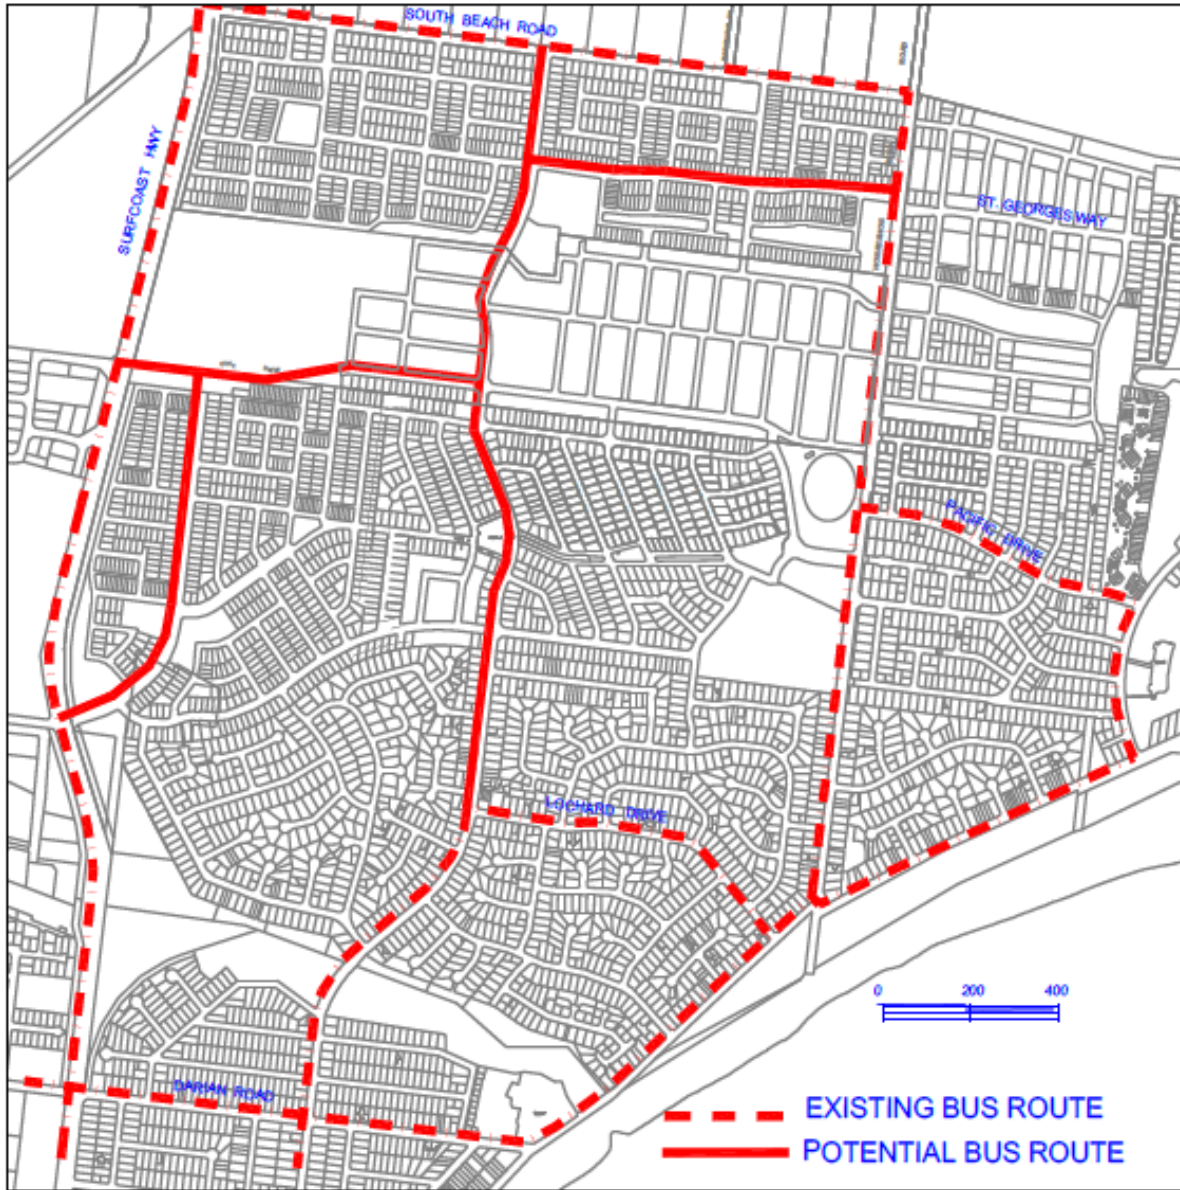 SOUTH BEACH ROAD
SURFCOAST HWY
ST. GEORGES WAY
PACIFIC DRIVE
LOCHARD DRIVE
0 200 400
DARIAN ROAD
EXISTING BUS ROUTE
POTENTIAL BUS ROUTE